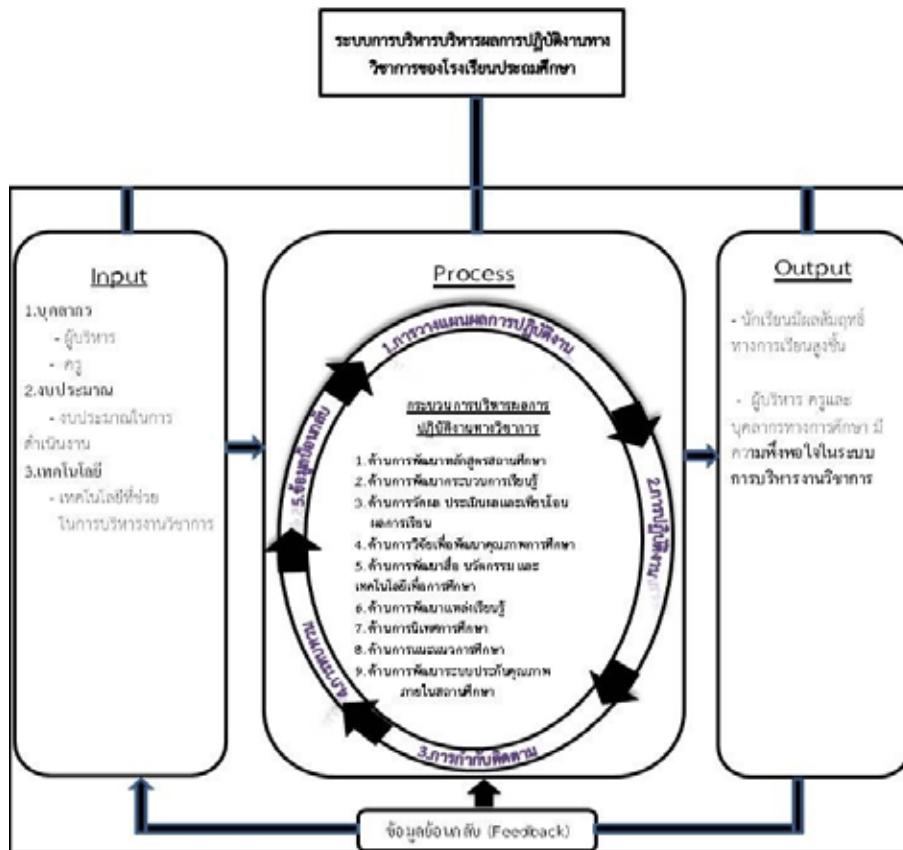 ระบบการบริหารบริหารผลการปฏิบัติงานทาง
วิชาการของโรงเรียนประถมศึกษา
Input
1.บุคลากร
- ผู้บริหาร
- ครู
2.งบประมาณ
- งบประมาณในการ
ดำเนินงาน
3.เทคโนโลยี
- เทคโนโลยีที่ช่วย
ในการบริหารงานวิชาการ
Process
1.การวางแผนผลการปฏิบัติงาน
2.การปฏิบัติงาน
3.การกำกับติดตาม
4.การทบทวน
5.ข้อมูลย้อนกลับ
กระบวนการบริหารผลการ
ปฏิบัติงานทางวิชาการ
1. ด้านการพัฒนาหลักสูตรสถานศึกษา
2. ด้านการพัฒนากระบวนการเรียนรู้
3. ด้านการวัดผล ประเมินผลและเทียบโอน
ผลการเรียน
4. ด้านการวิจัยเพื่อพัฒนาคุณภาพการศึกษา
5. ด้านการพัฒนาสื่อ นวัตกรรม และ
เทคโนโลยีเพื่อการศึกษา
6. ด้านการพัฒนาแหล่งเรียนรู้
7. ด้านการนิเทศการศึกษา
8. ด้านการแนะแนวการศึกษา
9. ด้านการพัฒนาระบบประกันคุณภาพ
ภายในสถานศึกษา
Output
- นักเรียนมีผลสัมฤทธิ์
ทางการเรียนสูงขึ้น
- ผู้บริหาร ครูและ
บุคลากรทางการศึกษา มี
ความพึงพอใจในระบบ
การบริหารงานวิชาการ
ข้อมูลย้อนกลับ (Feedback)